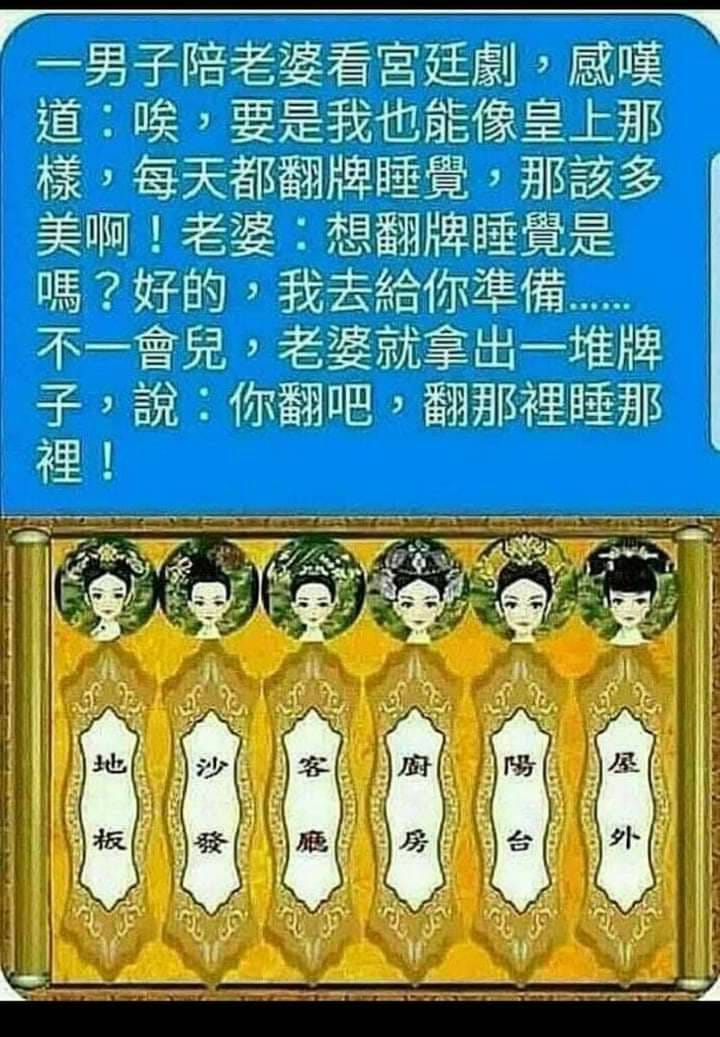 一男子陪老婆看宮廷劇，感嘆
道：唉，要是我也能像皇上那
樣，每天都翻牌睡覺，那該多
美啊！老婆：想翻牌睡覺是
嗎？好的，我去給你準備……
不一會兒，老婆就拿出一堆牌
子，說：你翻吧，翻那裡睡那
裡！
地板
沙發
客廳
廚房
陽台
屋外